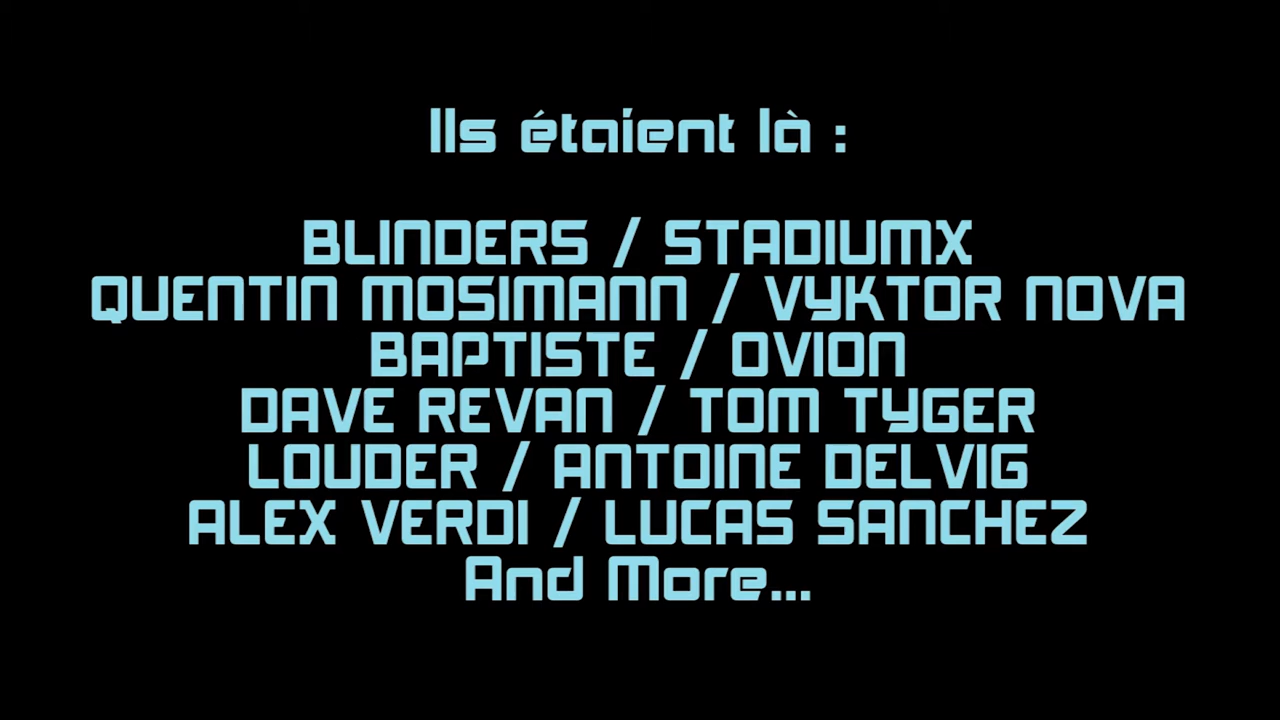 Ils étaient là :
BLINDERS / STADIUMX
QUENTIN MOSIMANN / VYKTOR NOVA
BAPTISTE / OVION
DAVE REVAN / TOM TYGER
LOUDER / ANTOINE DELVIG
ALEX VERDI / LUCAS SANCHEZ
And More...